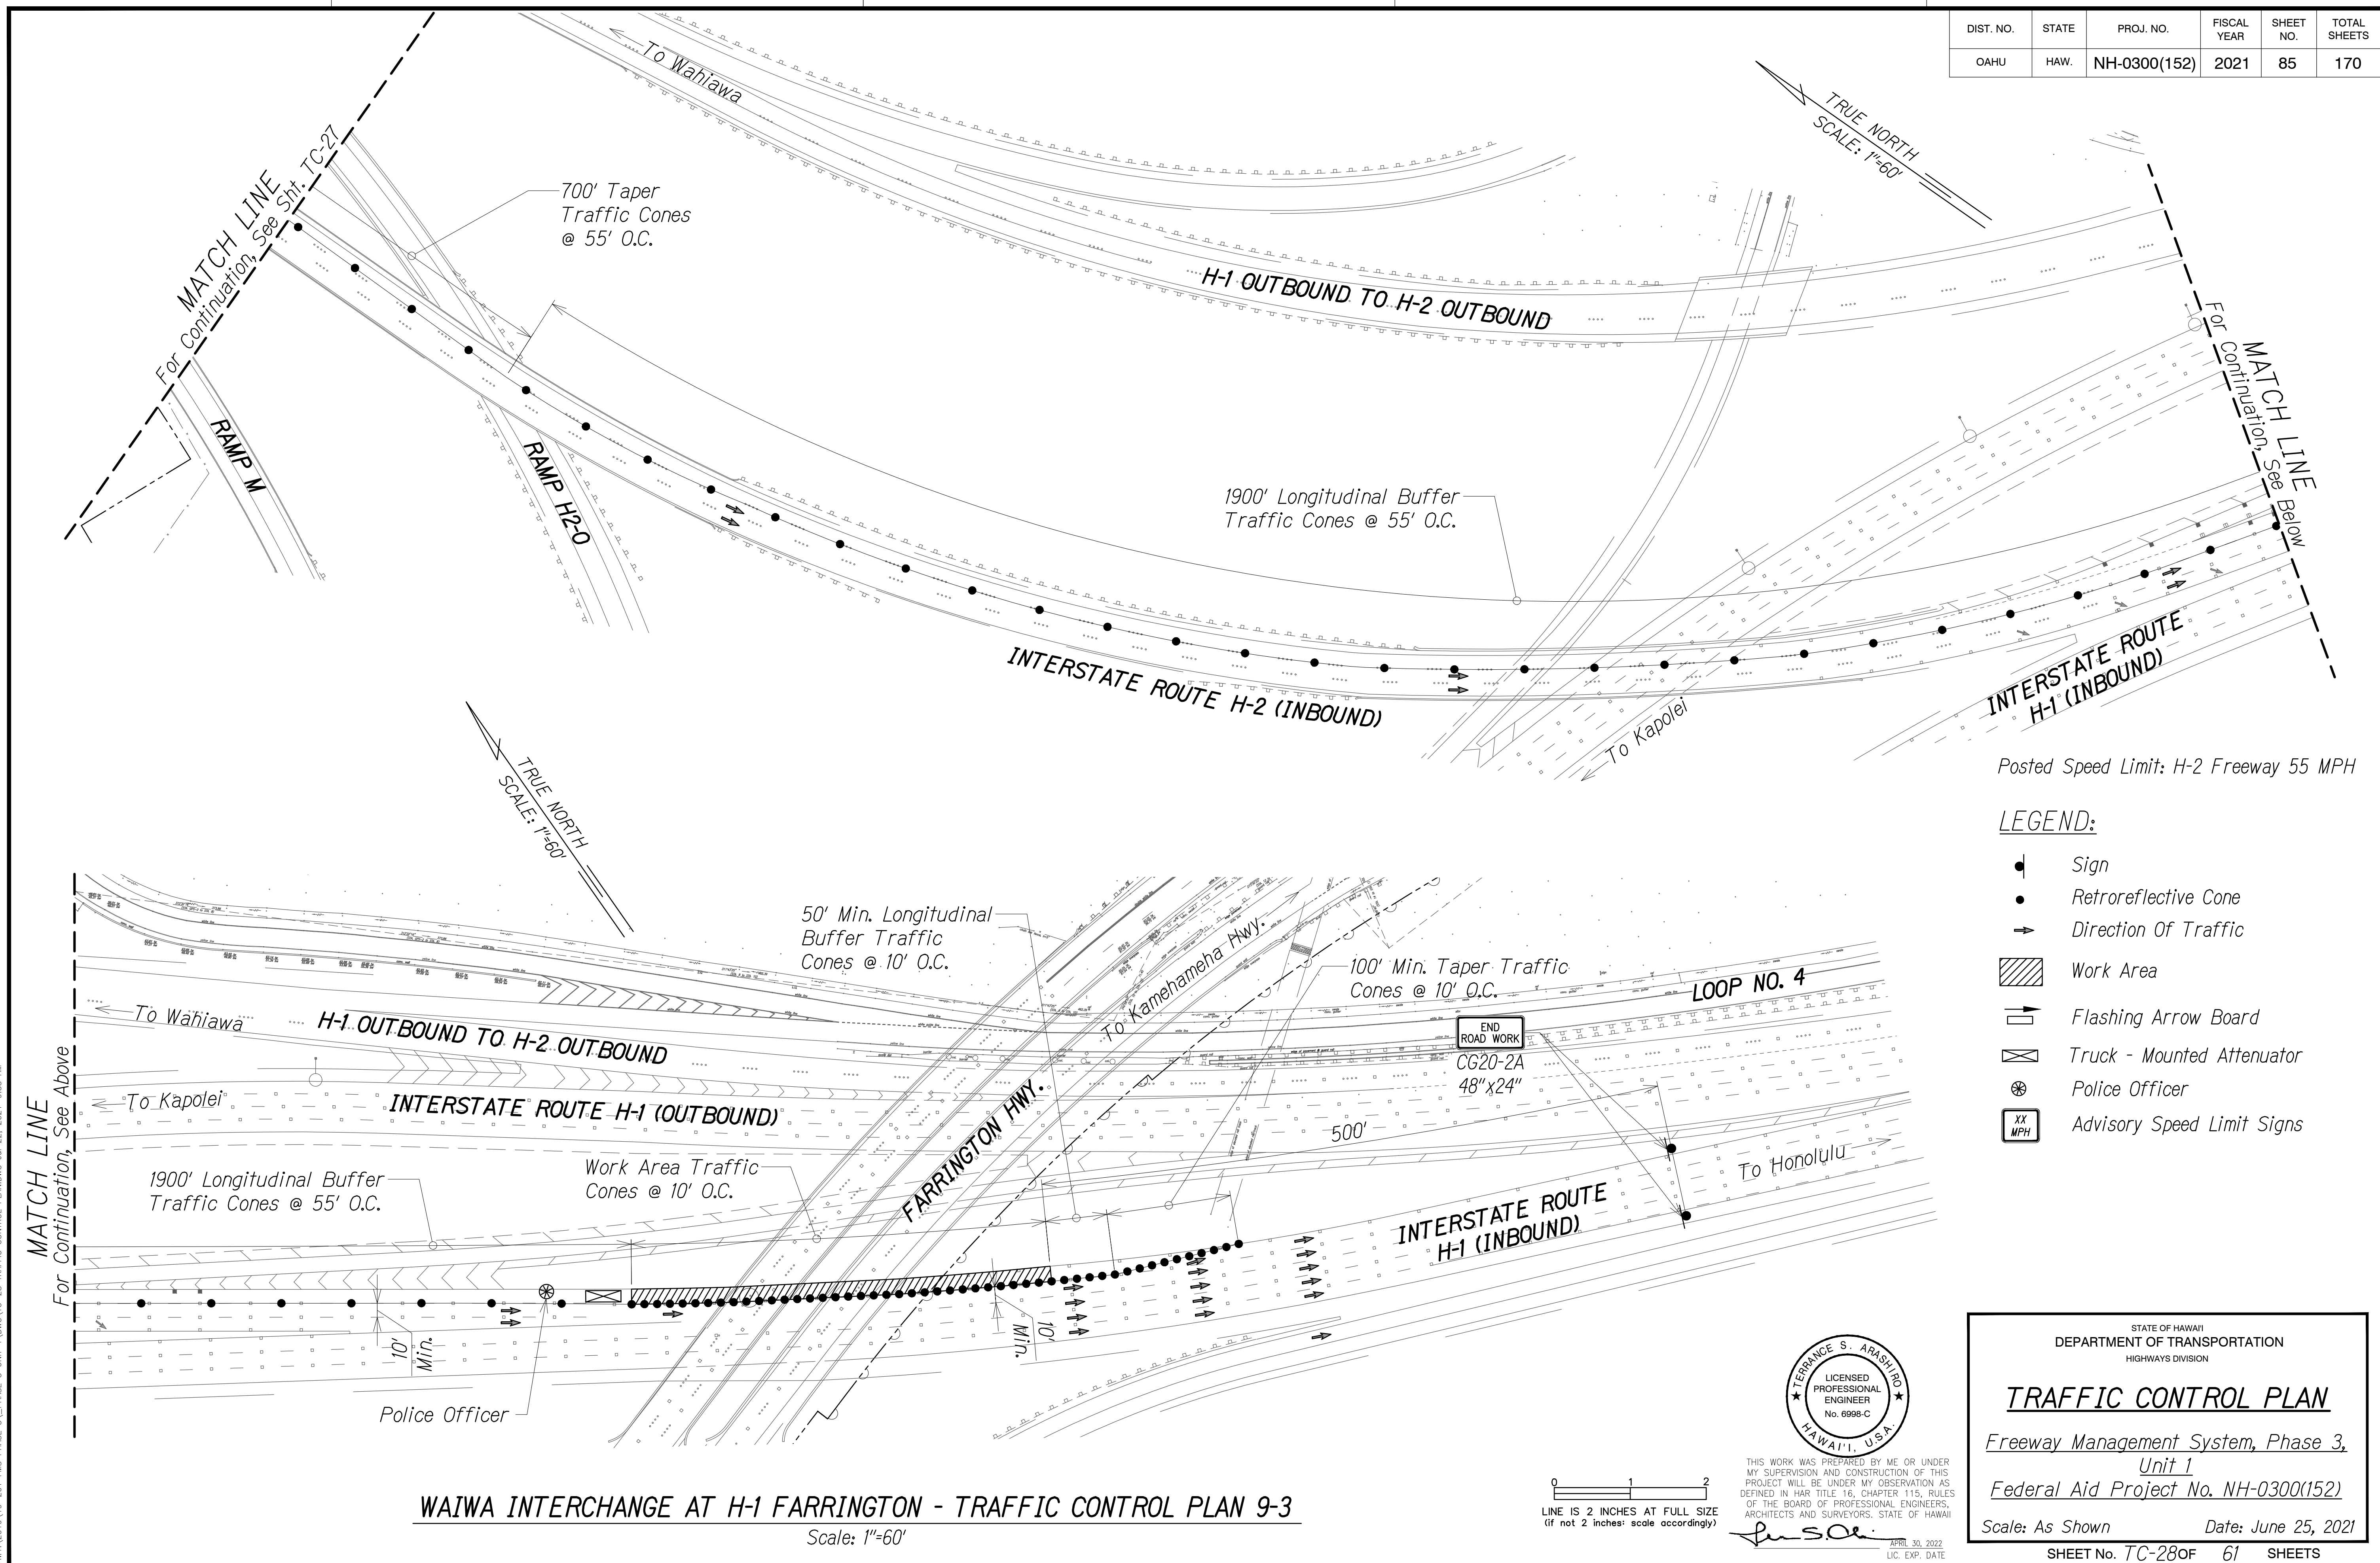 DIST. NO.
STATE
PROJ. NO.
FISCAL YEAR
SHEET NO.
TOTAL SHEETS
OAHU
HAW.
NH-0300(152)
2021
85
170
To Wahiawa
TRUE NORTH
SCALE: 1"=60'
MATCH LINE
For Continuation, See Sht. TC-27
700' Taper
Traffic Cones
@ 55' O.C.
H-1 OUTBOUND TO H-2 OUTBOUND
MATCH LINE
For Continuation, See Below
RAMP M
RAMP H2-O
1900' Longitudinal Buffer
Traffic Cones @ 55' O.C.
INTERSTATE ROUTE H-2 (INBOUND)
To Kapolei
INTERSTATE ROUTE
H-1 (INBOUND)
Posted Speed Limit: H-2 Freeway 55 MPH
LEGEND:
Sign
Retroreflective Cone
Direction Of Traffic
Work Area
Flashing Arrow Board
Truck - Mounted Attenuator
Police Officer
XX
MPH
Advisory Speed Limit Signs
TRUE NORTH
SCALE: 1"=60'
MATCH LINE
For Continuation, See Above
50' Min. Longitudinal
Buffer Traffic
Cones @ 10' O.C.
To Kamehameha Hwy.
100' Min. Taper Traffic
Cones @ 10' O.C.
LOOP NO. 4
To Wahiawa
H-1 OUTBOUND TO H-2 OUTBOUND
END
ROAD WORK
CG20-2A
48"x24"
To Kapolei
INTERSTATE ROUTE H-1 (OUTBOUND)
FARRINGTON HWY.
500'
To Honolulu
1900' Longitudinal Buffer
Traffic Cones @ 55' O.C.
Work Area Traffic
Cones @ 10' O.C.
INTERSTATE ROUTE
H-1 (INBOUND)
10'
Min.
10'
Min.
Police Officer
WAIWA INTERCHANGE AT H-1 FARRINGTON - TRAFFIC CONTROL PLAN 9-3
Scale: 1"=60'
0 1 2
LINE IS 2 INCHES AT FULL SIZE
(if not 2 inches: scale accordingly)
TERRANCE S. ARASHIRO
LICENSED
PROFESSIONAL
ENGINEER
No. 6998-C
HAWAI'I, U.S.A.
THIS WORK WAS PREPARED BY ME OR UNDER
MY SUPERVISION AND CONSTRUCTION OF THIS
PROJECT WILL BE UNDER MY OBSERVATION AS
DEFINED IN HAR TITLE 16, CHAPTER 115, RULES
OF THE BOARD OF PROFESSIONAL ENGINEERS,
ARCHITECTS AND SURVEYORS. STATE OF HAWAII
APRIL 30, 2022
LIC. EXP. DATE
STATE OF HAWAI'I
DEPARTMENT OF TRANSPORTATION
HIGHWAYS DIVISION
TRAFFIC CONTROL PLAN
Freeway Management System, Phase 3,
Unit 1
Federal Aid Project No. NH-0300(152)
Scale: As Shown
Date: June 25, 2021
SHEET No. TC-28 OF 61 SHEETS